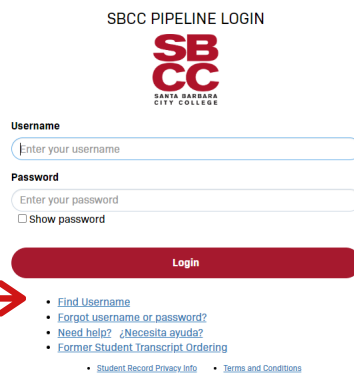 SBCC PIPELINE LOGIN
SB
CC
SANTA BARBARA
CITY COLLEGE
Username
Enter your username
Password
Enter your password
Show password
Login
Find Username
Forgot username or password?
Need help? ¿Necesita ayuda?
Former Student Transcript Ordering
Student Record Privacy Info • Terms and Conditions